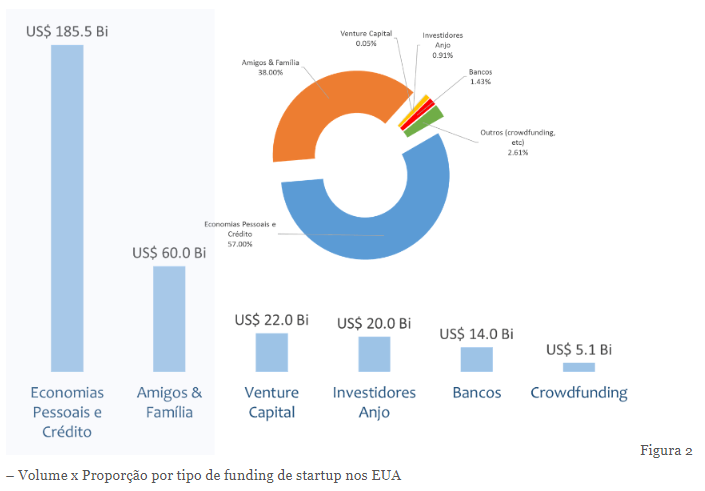 US$ 185.5 Bi
US$ 60.0 Bi
US$ 22.0 Bi
US$ 20.0 Bi
US$ 14.0 Bi
US$ 5.1 Bi
Economias
Pessoais e
Crédito
Amigos &
Família
Venture
Capital
Investidores
Anjo
Bancos
Crowdfunding
Venture Capital
0.05%
Investidores
Anjo
0.91%
Amigos & Família
38.00%
Bancos
1.43%
Outros (crowdfunding,
etc)
2.61%
Economias Pessoais e
Crédito
57.00%
Figura 2
– Volume x Proporção por tipo de funding de startup nos EUA